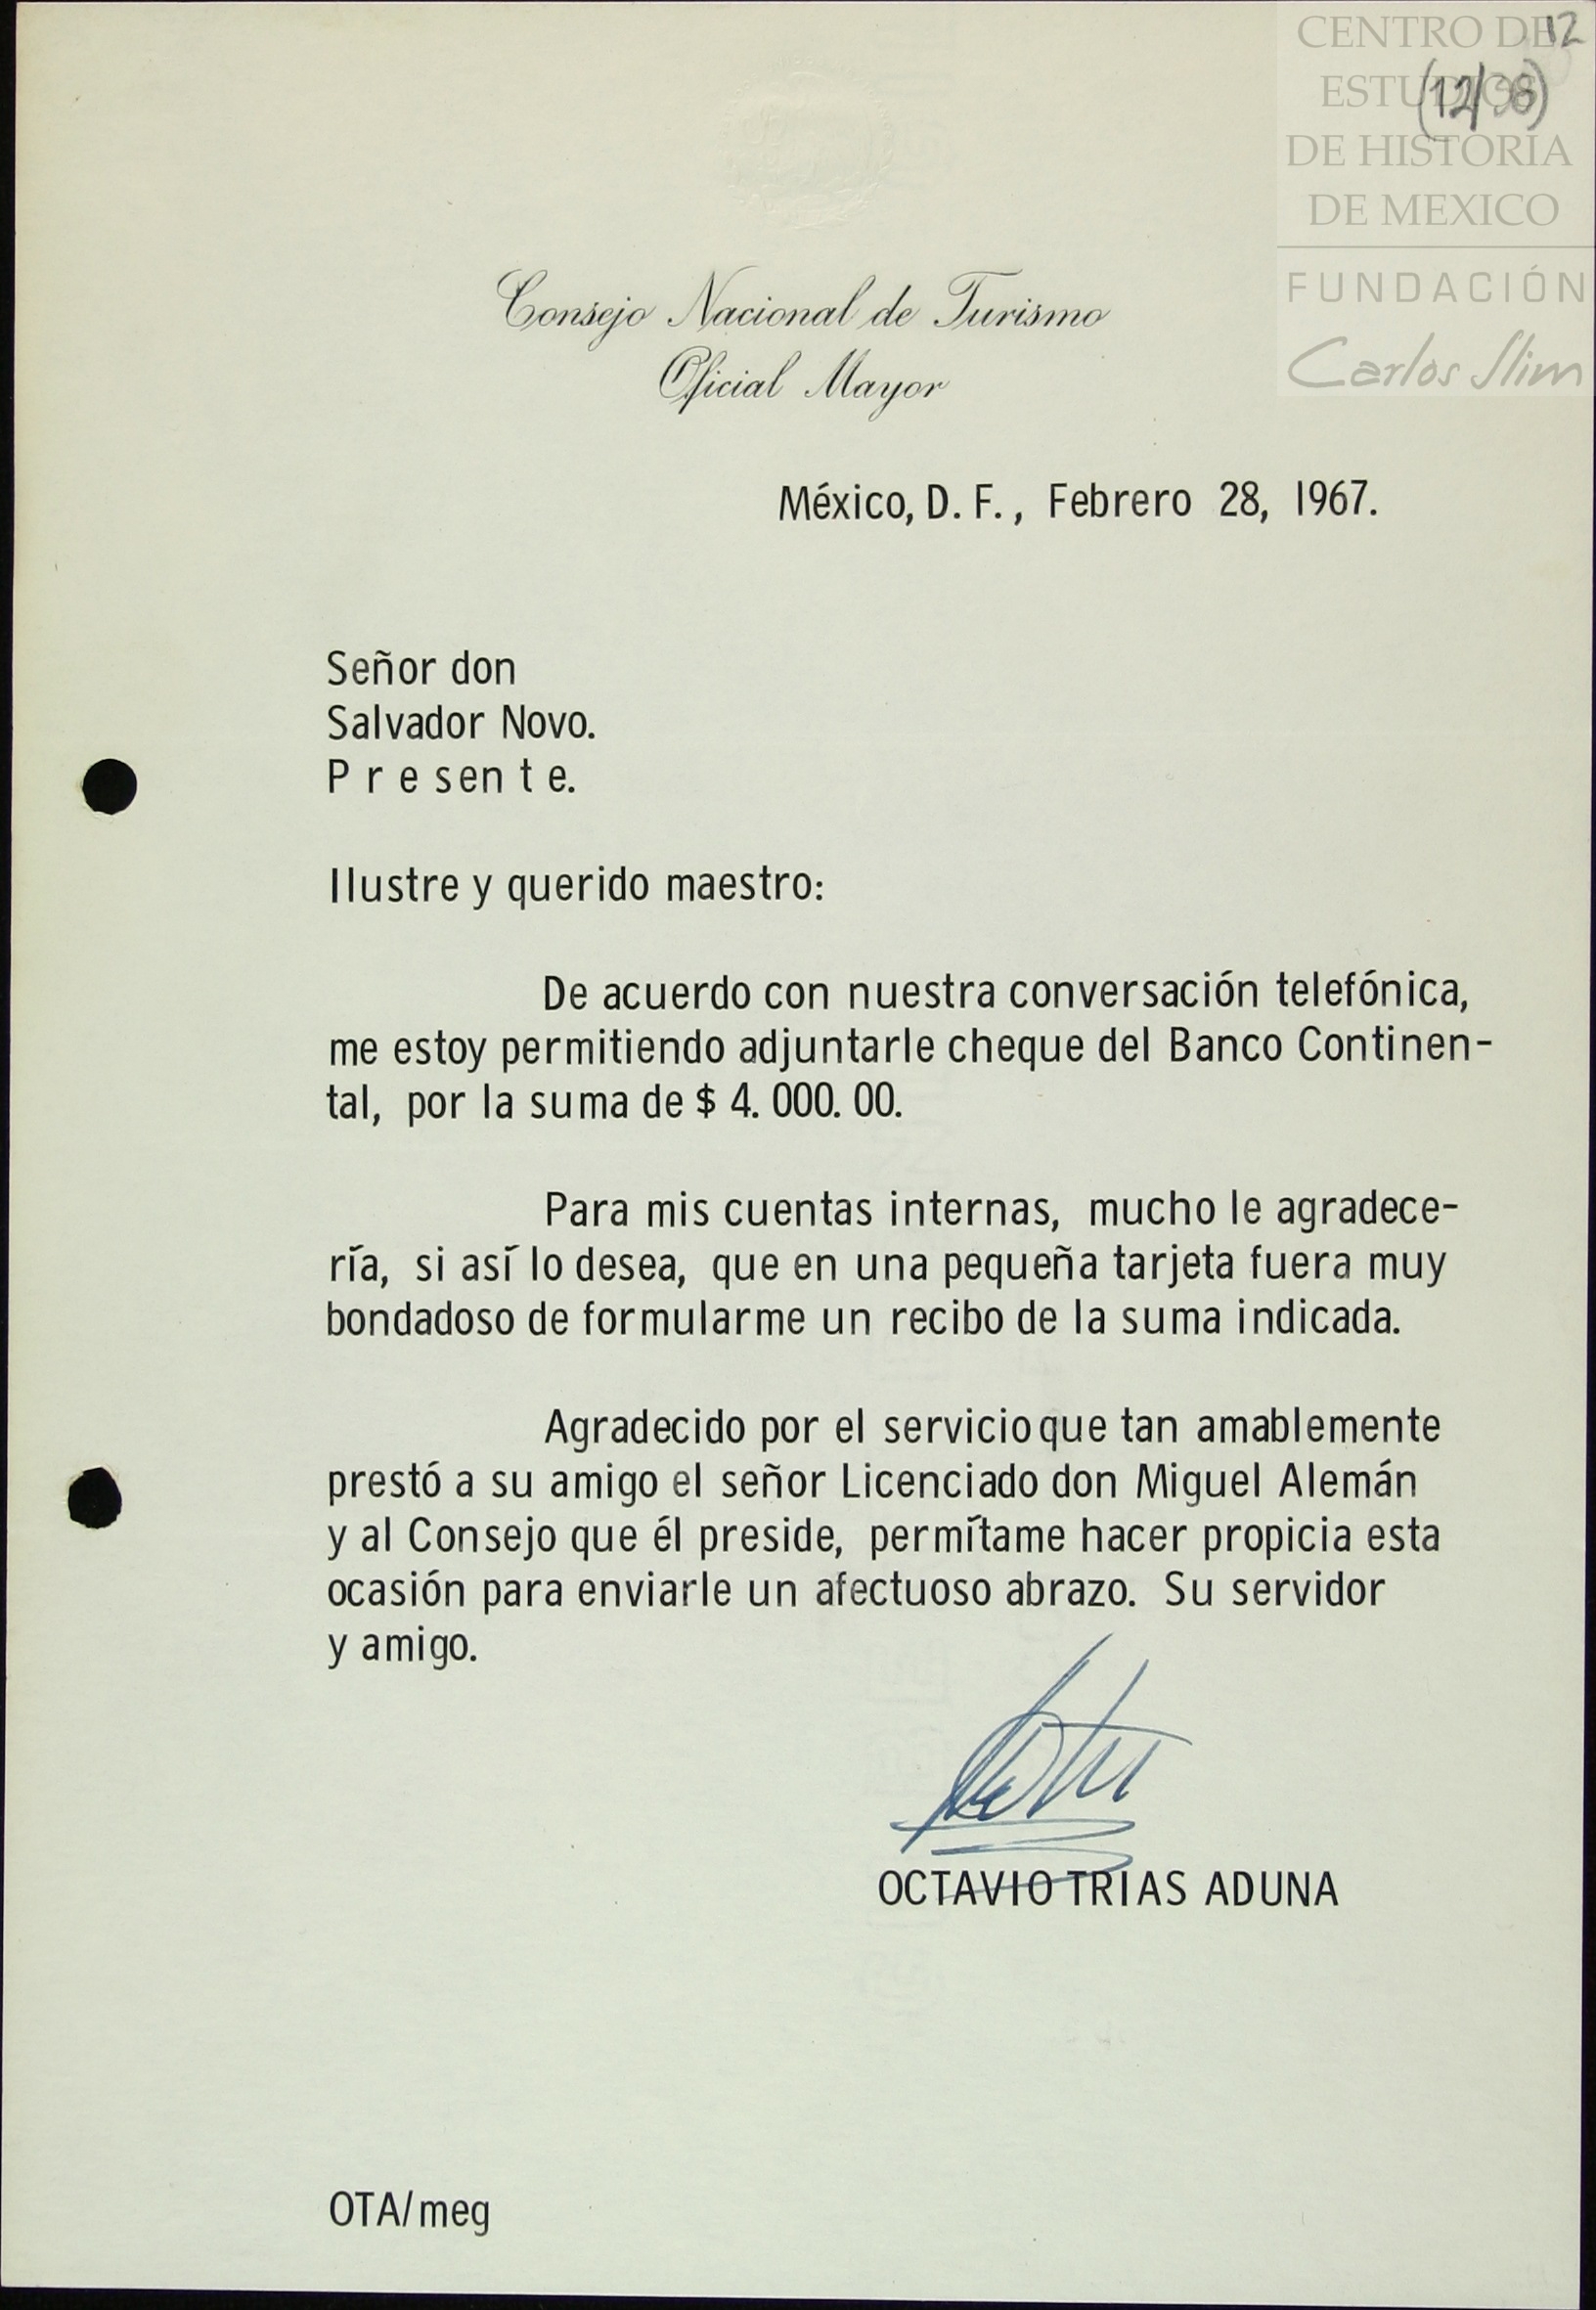 CENTRO DE
ESTUDIOS
DE HISTORIA
DE MEXICO
FUNDACIÓN
Carlos Slim
12
(12/38)
Consejo Nacional de Turismo
Oficial Mayor
México, D. F., Febrero 28, 1967.
Señor don
Salvador Novo.
P r e s e n t e.
Ilustre y querido maestro:
De acuerdo con nuestra conversación telefónica,
me estoy permitiendo adjuntarle cheque del Banco Continen-
tal, por la suma de $ 4. 000. 00.
Para mis cuentas internas, mucho le agradece-
ría, si así lo desea, que en una pequeña tarjeta fuera muy
bondadoso de formularme un recibo de la suma indicada.
Agradecido por el servicio que tan amablemente
prestó a su amigo el señor Licenciado don Miguel Alemán
y al Consejo que él preside, permítame hacer propicia esta
ocasión para enviarle un afectuoso abrazo. Su servidor
y amigo.
OCTAVIO TRIAS ADUNA
OTA/meg